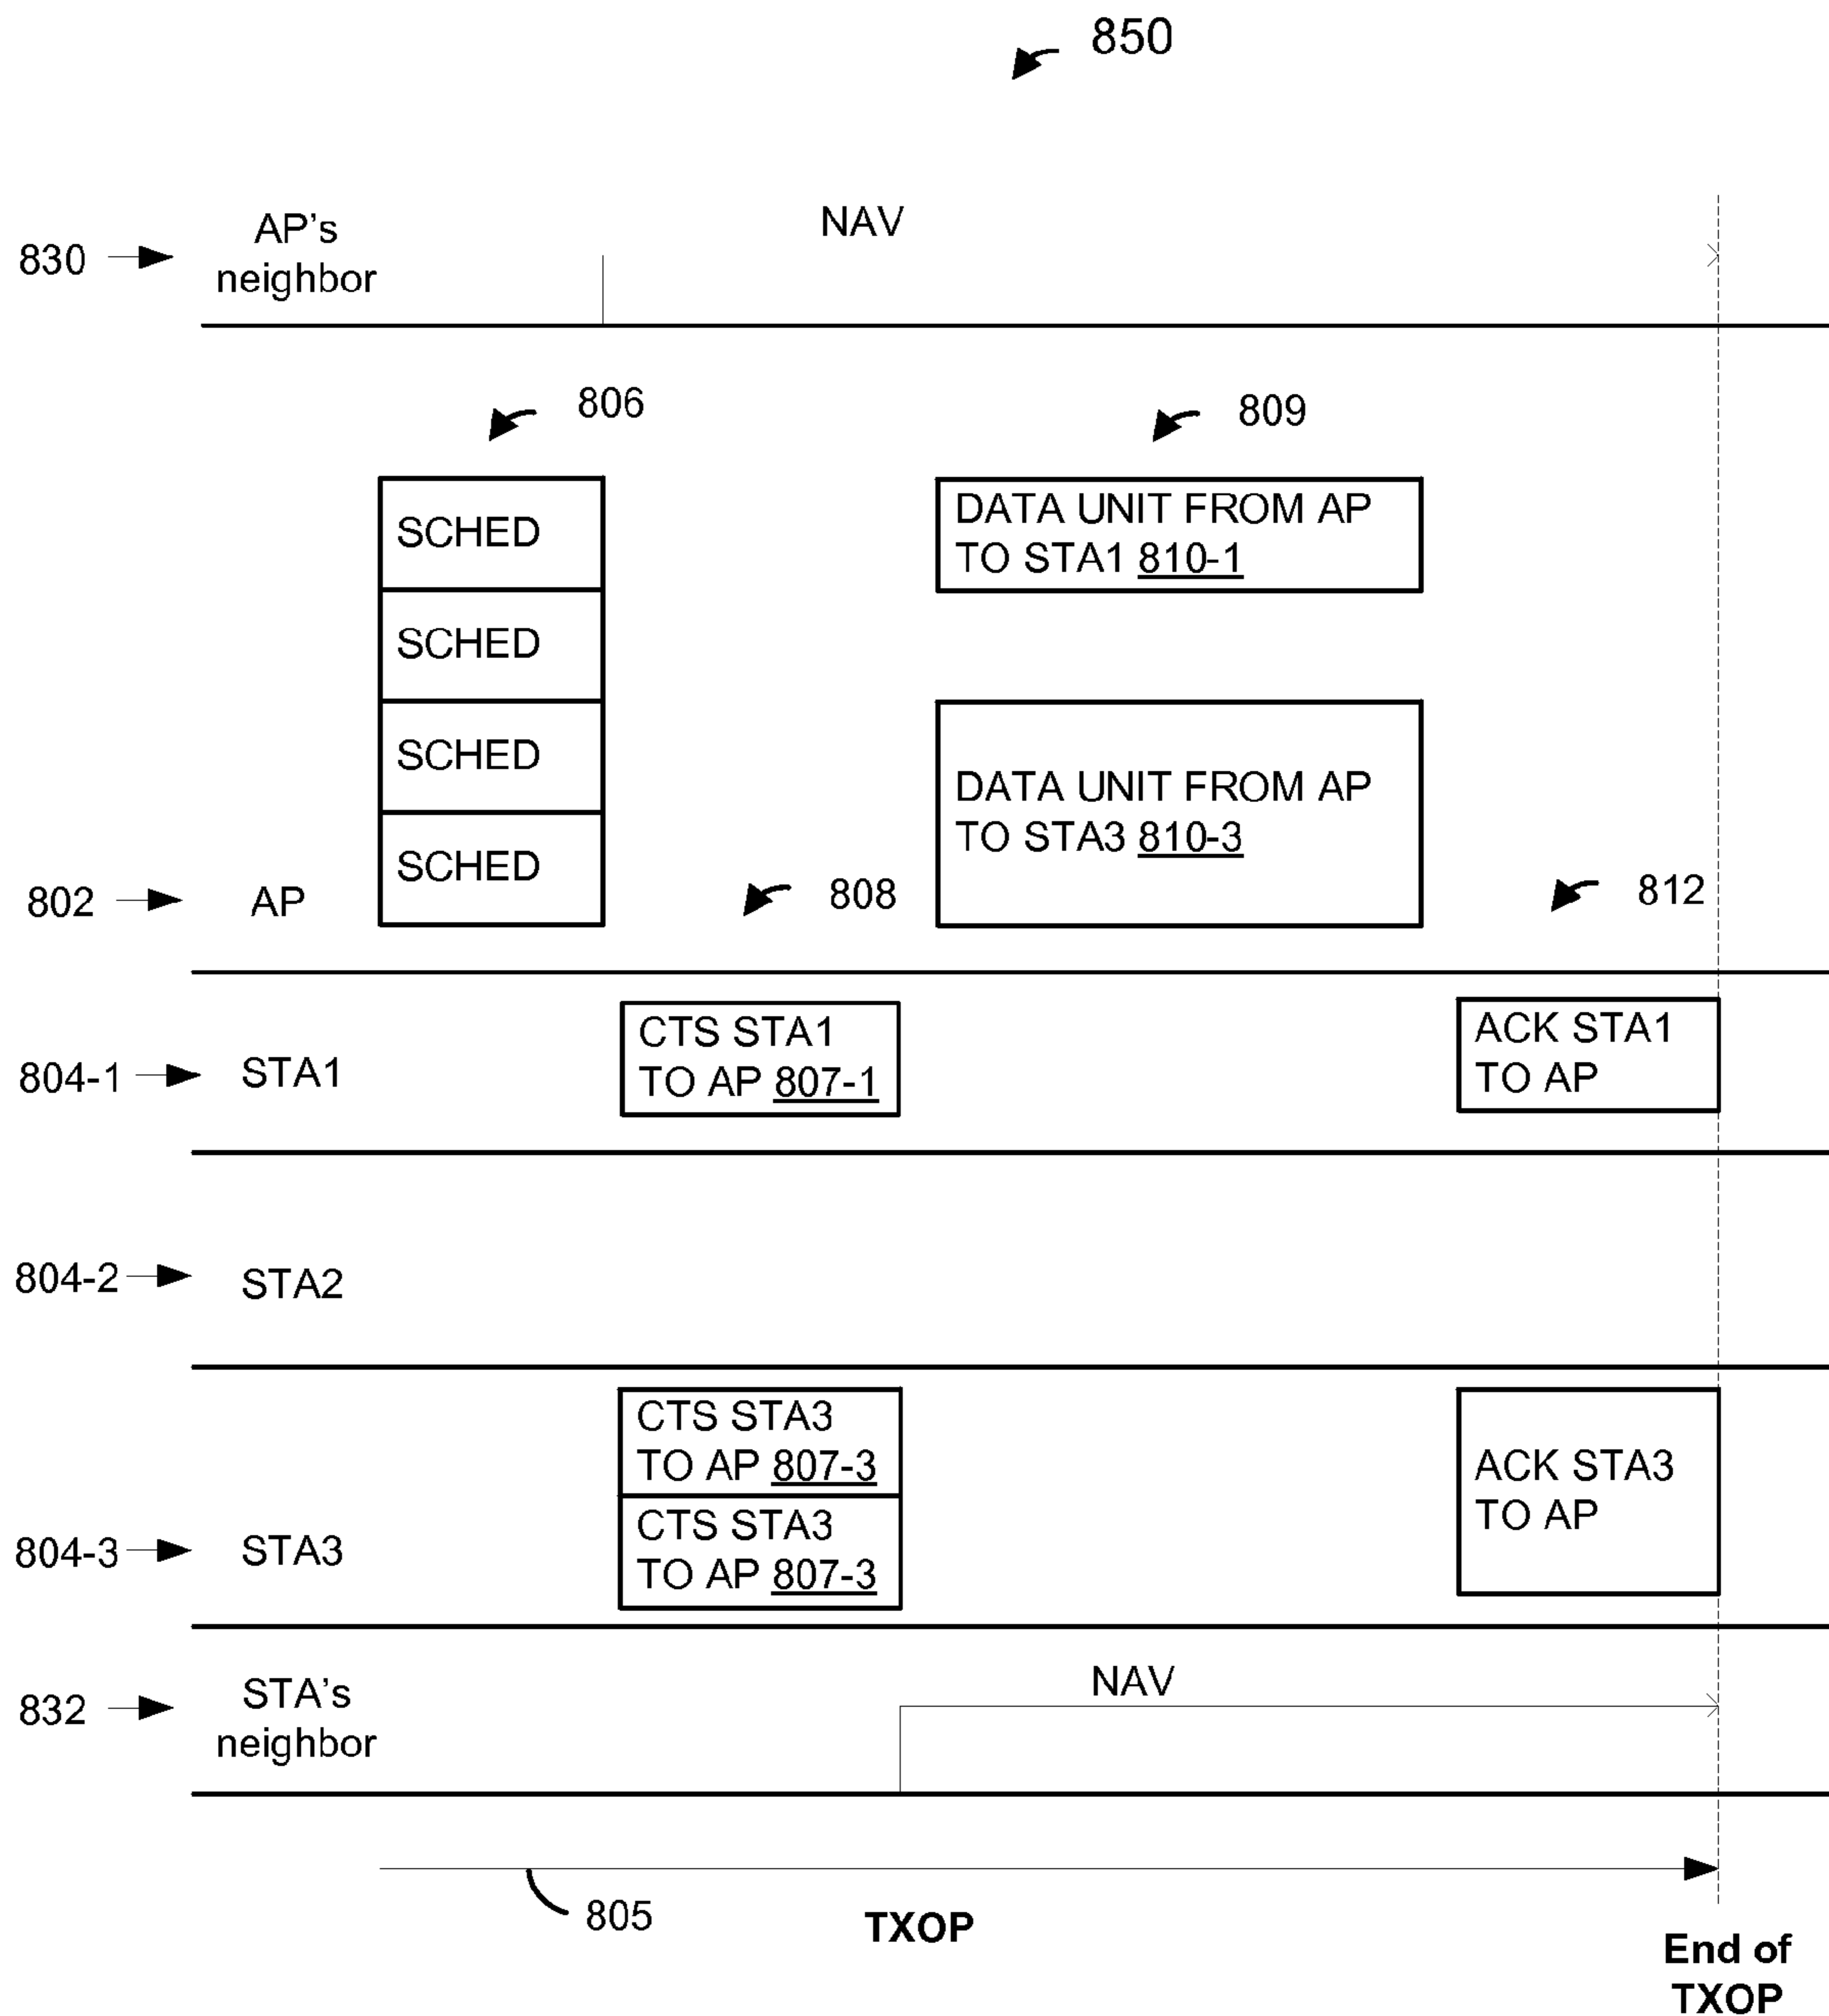 850
NAV
AP's
neighbor
830
806
809
SCHED
SCHED
SCHED
SCHED
DATA UNIT FROM AP
TO STA1 810-1
DATA UNIT FROM AP
TO STA3 810-3
802
AP
808
812
804-1
STA1
CTS STA1
TO AP 807-1
ACK STA1
TO AP
804-2
STA2
804-3
STA3
CTS STA3
TO AP 807-3
CTS STA3
TO AP 807-3
ACK STA3
TO AP
832
STA's
neighbor
NAV
805
TXOP
End of
TXOP